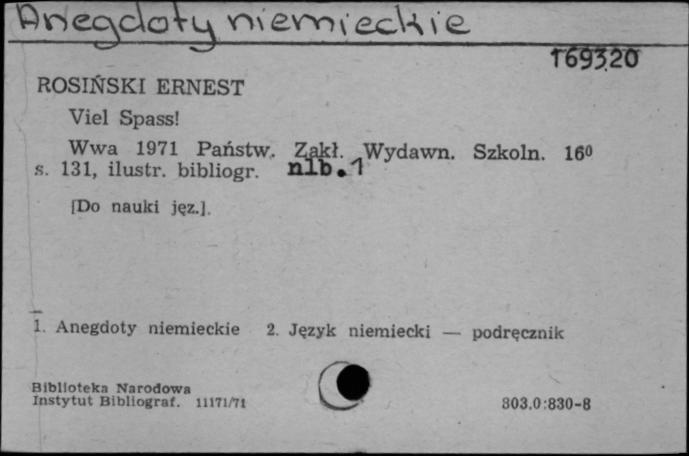 Anegdoty niemieckie
169320
ROSIŃSKI ERNEST
Viel Spass!
Wwa 1971 Państw. Zakł. Wydawn. Szkoln. 16⁰
s. 131, ilustr. bibliogr. nlb. 1
[Do nauki jęz.].
1. Anegdoty niemieckie 2. Język niemiecki — podręcznik
Biblioteka Narodowa
Instytut Bibliograf. 11171/71
803.0:830-8